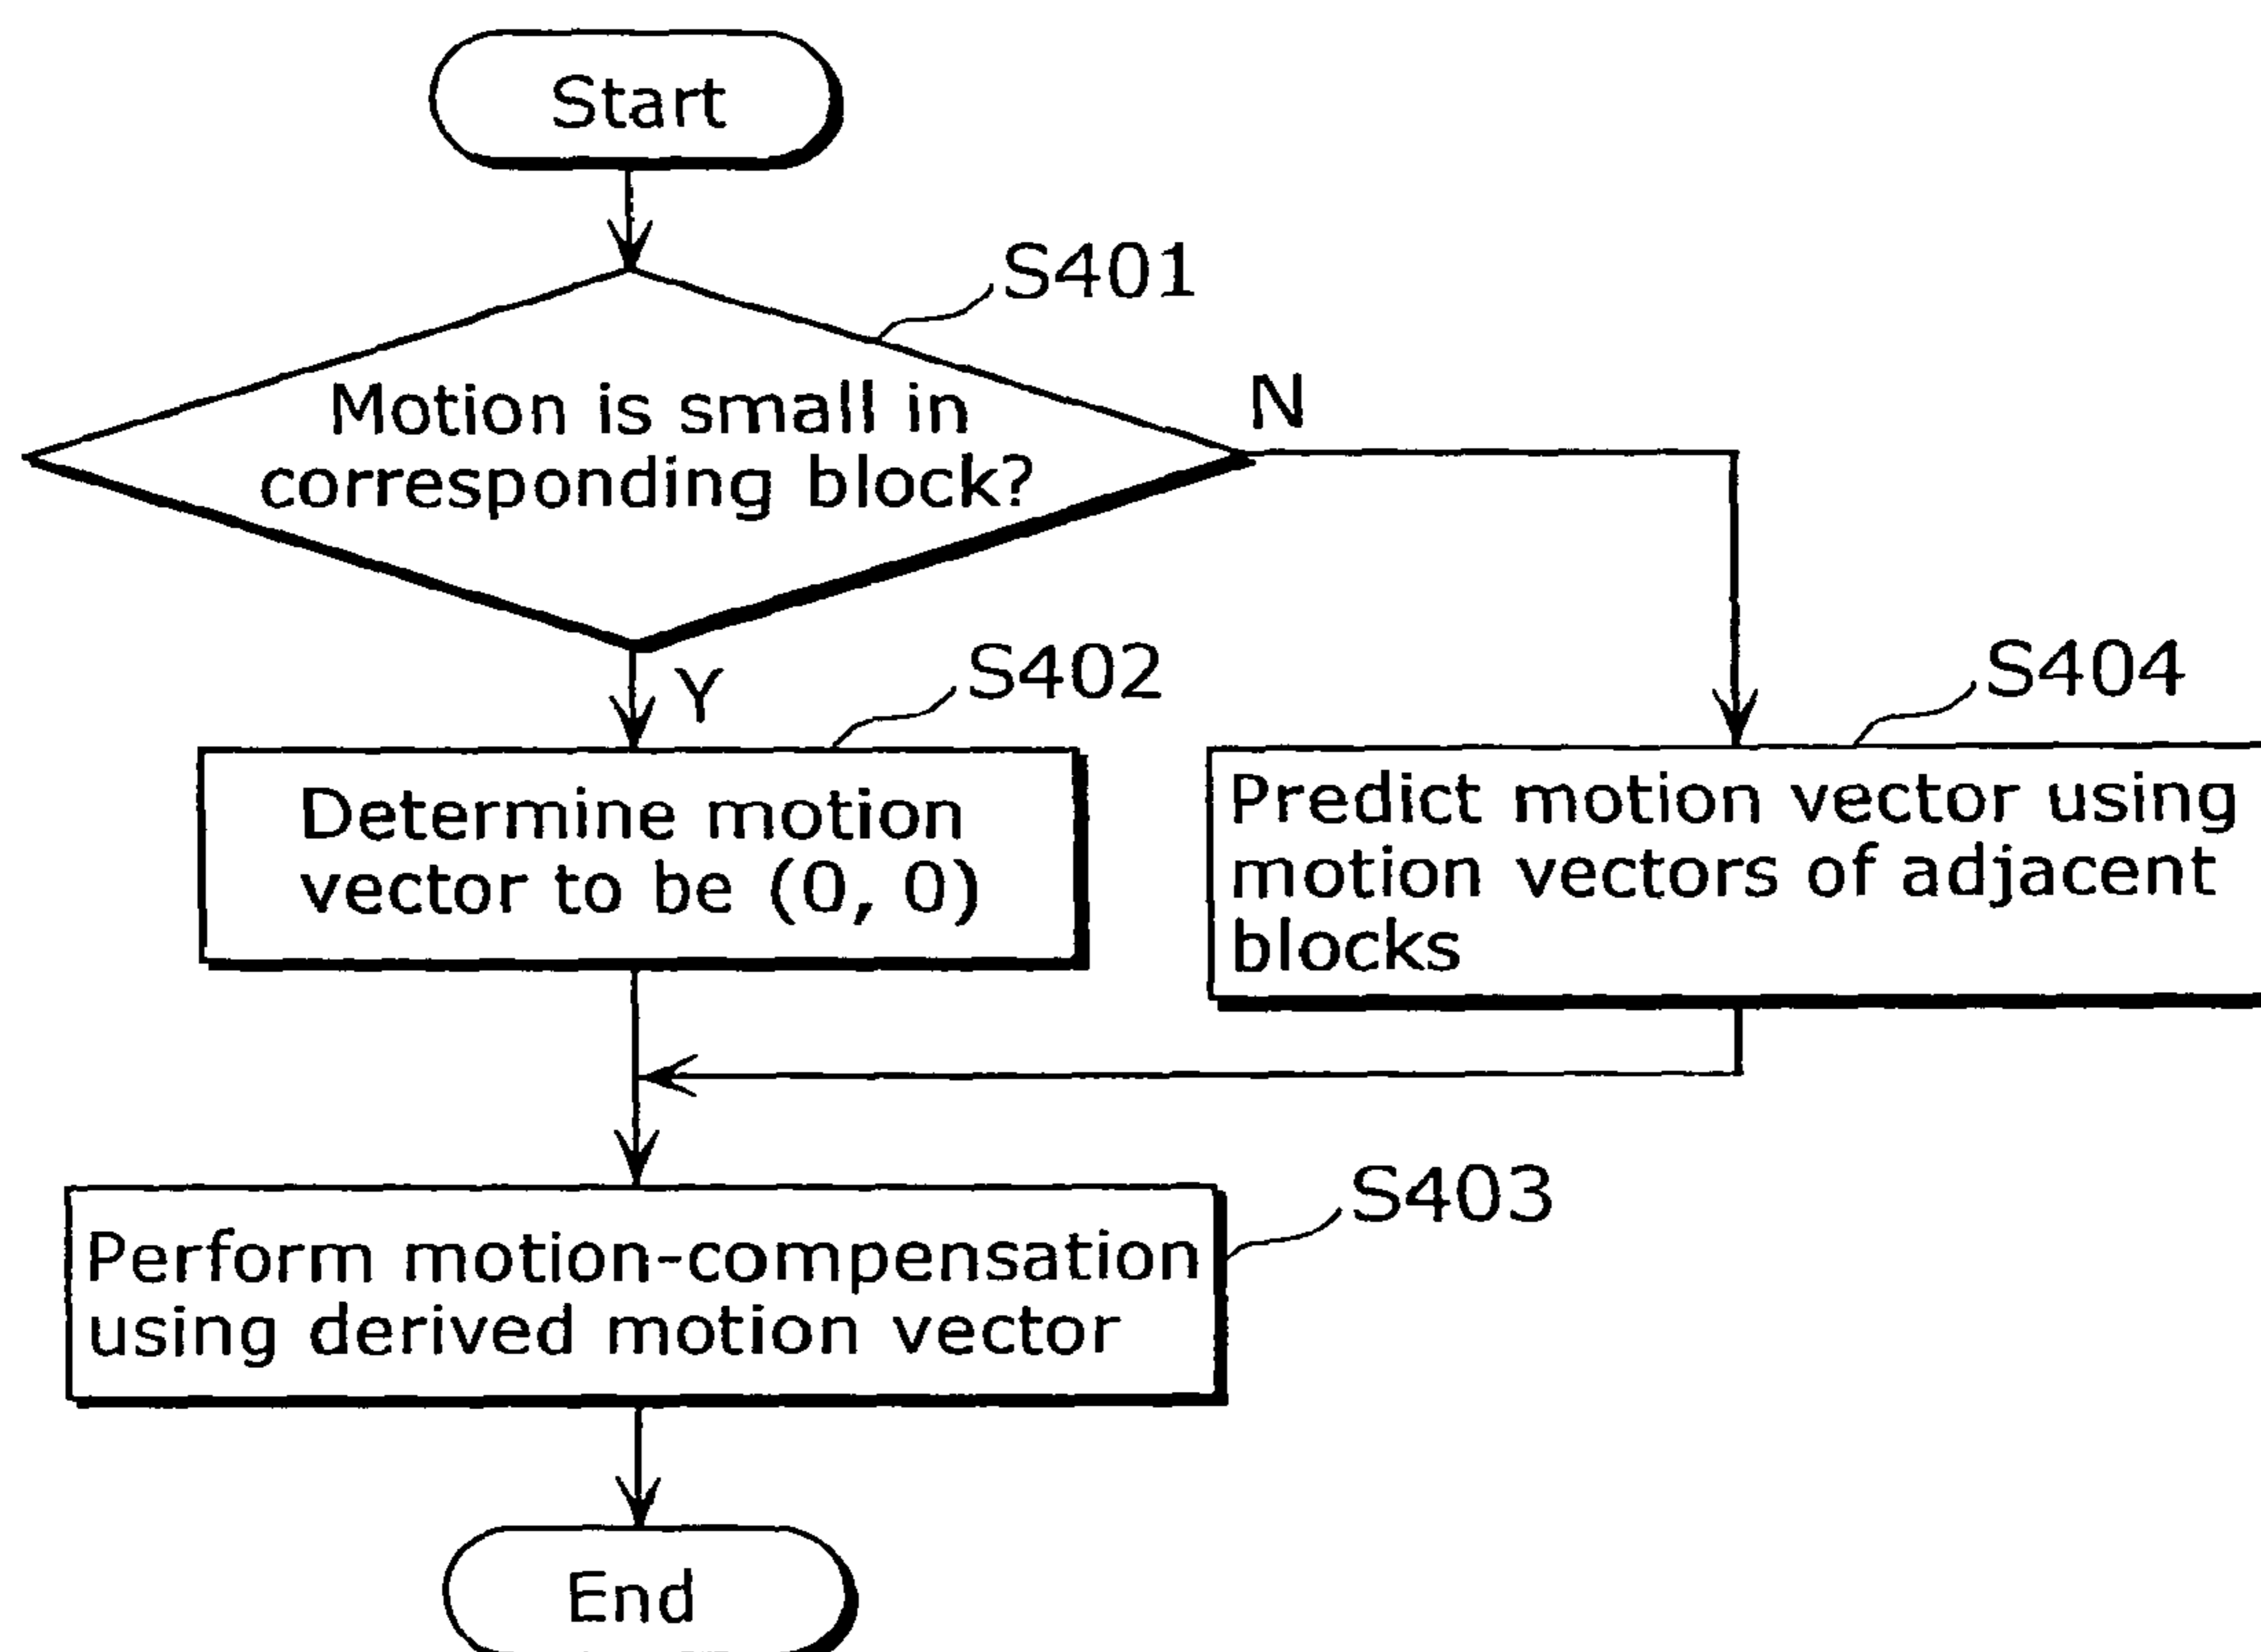 Start
S401
Motion is small in
corresponding block?
N
Y
S402
S404
Determine motion
vector to be (0, 0)
Predict motion vector using
motion vectors of adjacent
blocks
S403
Perform motion-compensation
using derived motion vector
End